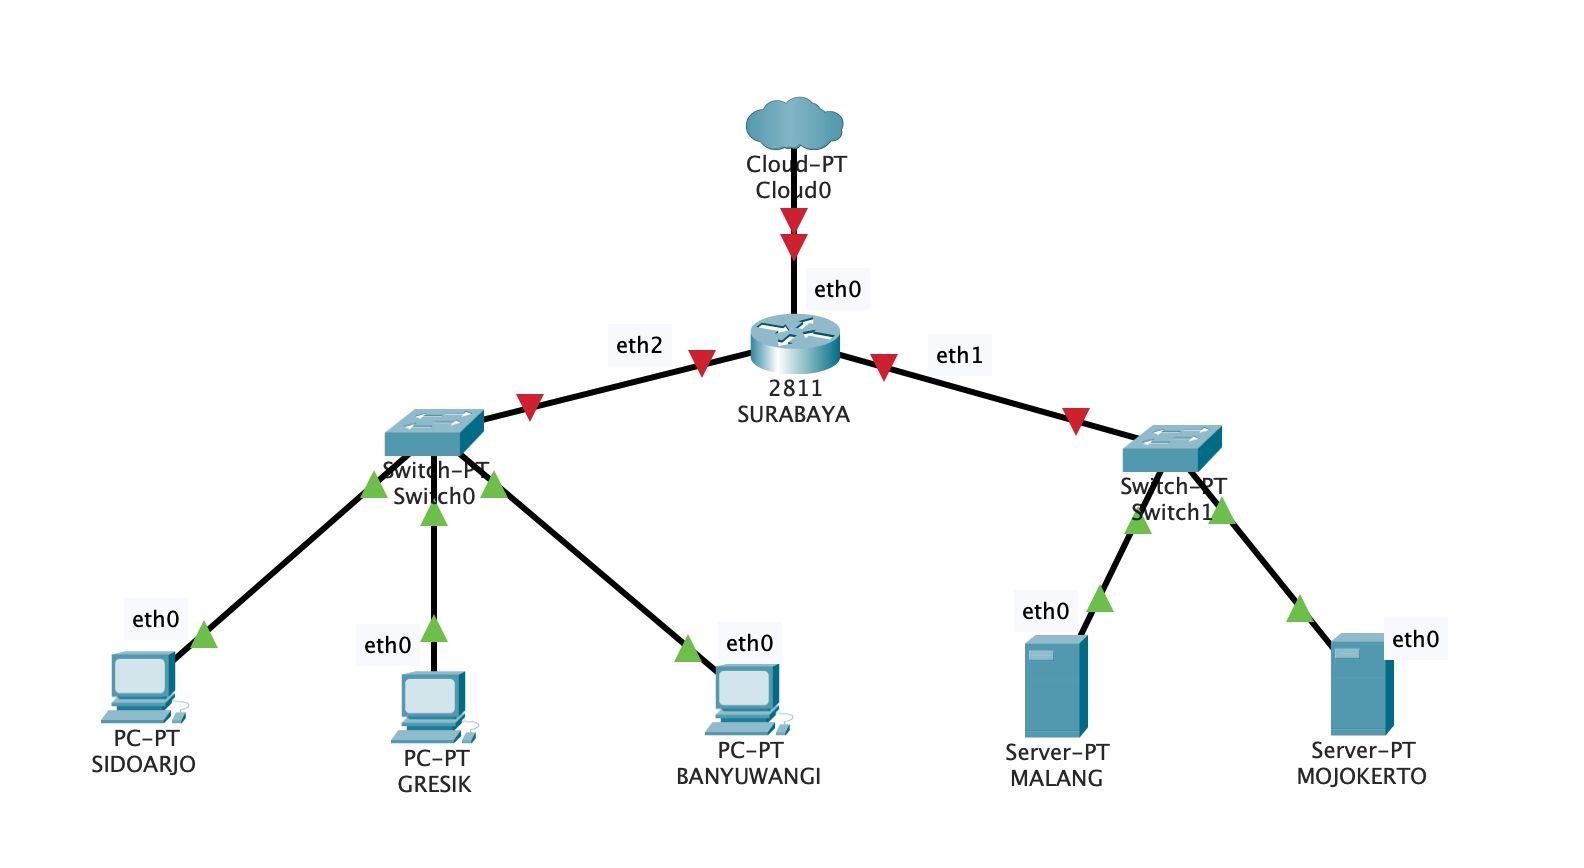 Cloud-PT
Cloud0
eth0
eth2
eth1
2811
SURABAYA
Switch-PT
Switch0
Switch-PT
Switch1
eth0
eth0
eth0
eth0
eth0
PC-PT
SIDOARJO
PC-PT
GRESIK
PC-PT
BANYUWANGI
Server-PT
MALANG
Server-PT
MOJOKERTO